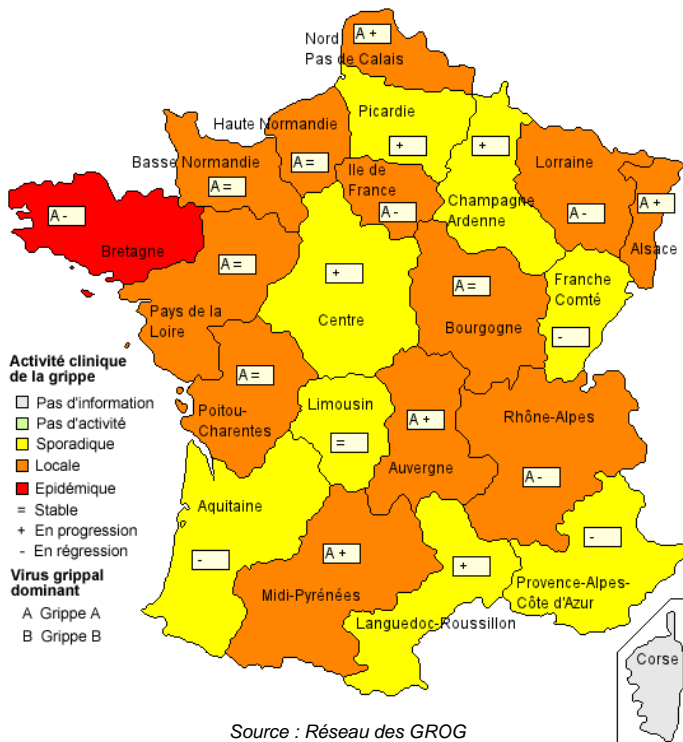 Nord
Pas de Calais
A +
Picardie
+
+
Haute Normandie
A =
Basse Normandie
A =
Ile de
France
A -
Champagne
Ardenne
Lorraine
A -
A +
Alsace
A -
Bretagne
A =
Pays de la
Loire
+
Centre
A =
Bourgogne
Franche
Comté
-
A =
Poitou-
Charentes
Limousin
=
A +
Auvergne
Rhône-Alpes
A -
Aquitaine
-
A +
Midi-Pyrénées
+
Languedoc-Roussillon
-
Provence-Alpes-
Côte d'Azur
Corse
Activité clinique
de la grippe
Pas d'information
Pas d'activité
Sporadique
Locale
Epidémique
= Stable
+ En progression
- En régression
Virus grippal
dominant
A Grippe A
B Grippe B
Source : Réseau des GROG